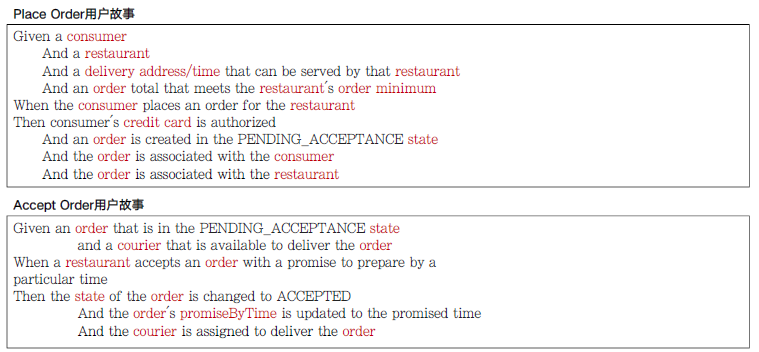 Place Order用户故事
Given a consumer
And a restaurant
And a delivery address/time that can be served by that restaurant
And an order total that meets the restaurant's order minimum
When the consumer places an order for the restaurant
Then consumer's credit card is authorized
And an order is created in the PENDING_ACCEPTANCE state
And the order is associated with the consumer
And the order is associated with the restaurant
Accept Order用户故事
Given an order that is in the PENDING_ACCEPTANCE state
and a courier that is available to deliver the order
When a restaurant accepts an order with a promise to prepare by a
particular time
Then the state of the order is changed to ACCEPTED
And the order's promiseByTime is updated to the promised time
And the courier is assigned to deliver the order